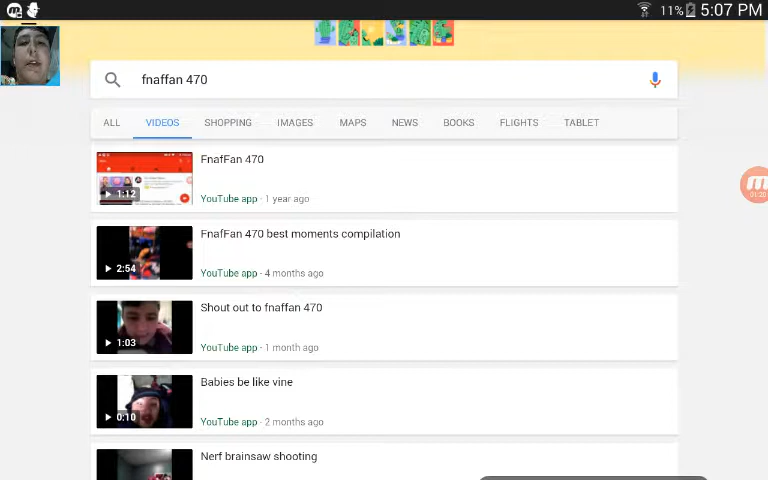 11% 5:07 PM
fnaffan 470
ALL VIDEOS SHOPPING IMAGES MAPS NEWS BOOKS FLIGHTS TABLET
FnafFan 470
1:12
YouTube app · 1 year ago
FnafFan 470 best moments compilation
2:54
YouTube app · 4 months ago
Shout out to fnaffan 470
1:03
YouTube app · 1 month ago
Babies be like vine
0:10
YouTube app · 2 months ago
Nerf brainsaw shooting